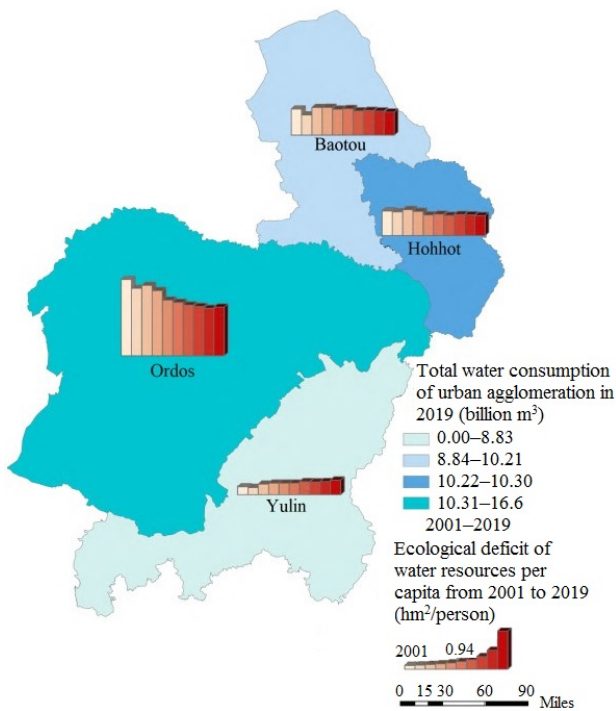 Baotou
Hohhot
Ordos
Yulin
Total water consumption
of urban agglomeration in
2019 (billion m³)
0.00–8.83
8.84–10.21
10.22–10.30
10.31–16.6
2001–2019
Ecological deficit of
water resources per
capita from 2001 to 2019
(hm²/person)
2001 0.94
0 15 30 60 90 Miles